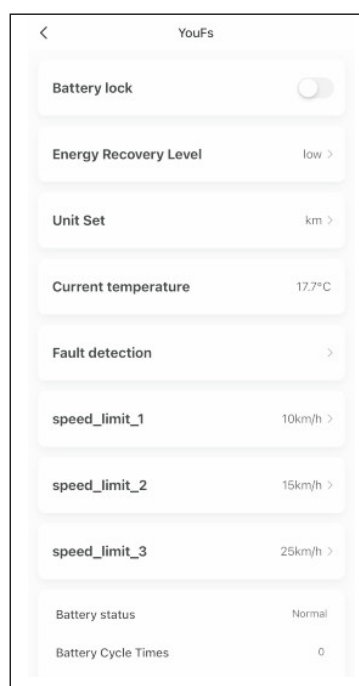 YouFs
Battery lock
Energy Recovery Level low >
Unit Set km >
Current temperature 17.7°C
Fault detection >
speed_limit_1 10km/h >
speed_limit_2 15km/h >
speed_limit_3 25km/h >
Battery status Normal
Battery Cycle Times 0